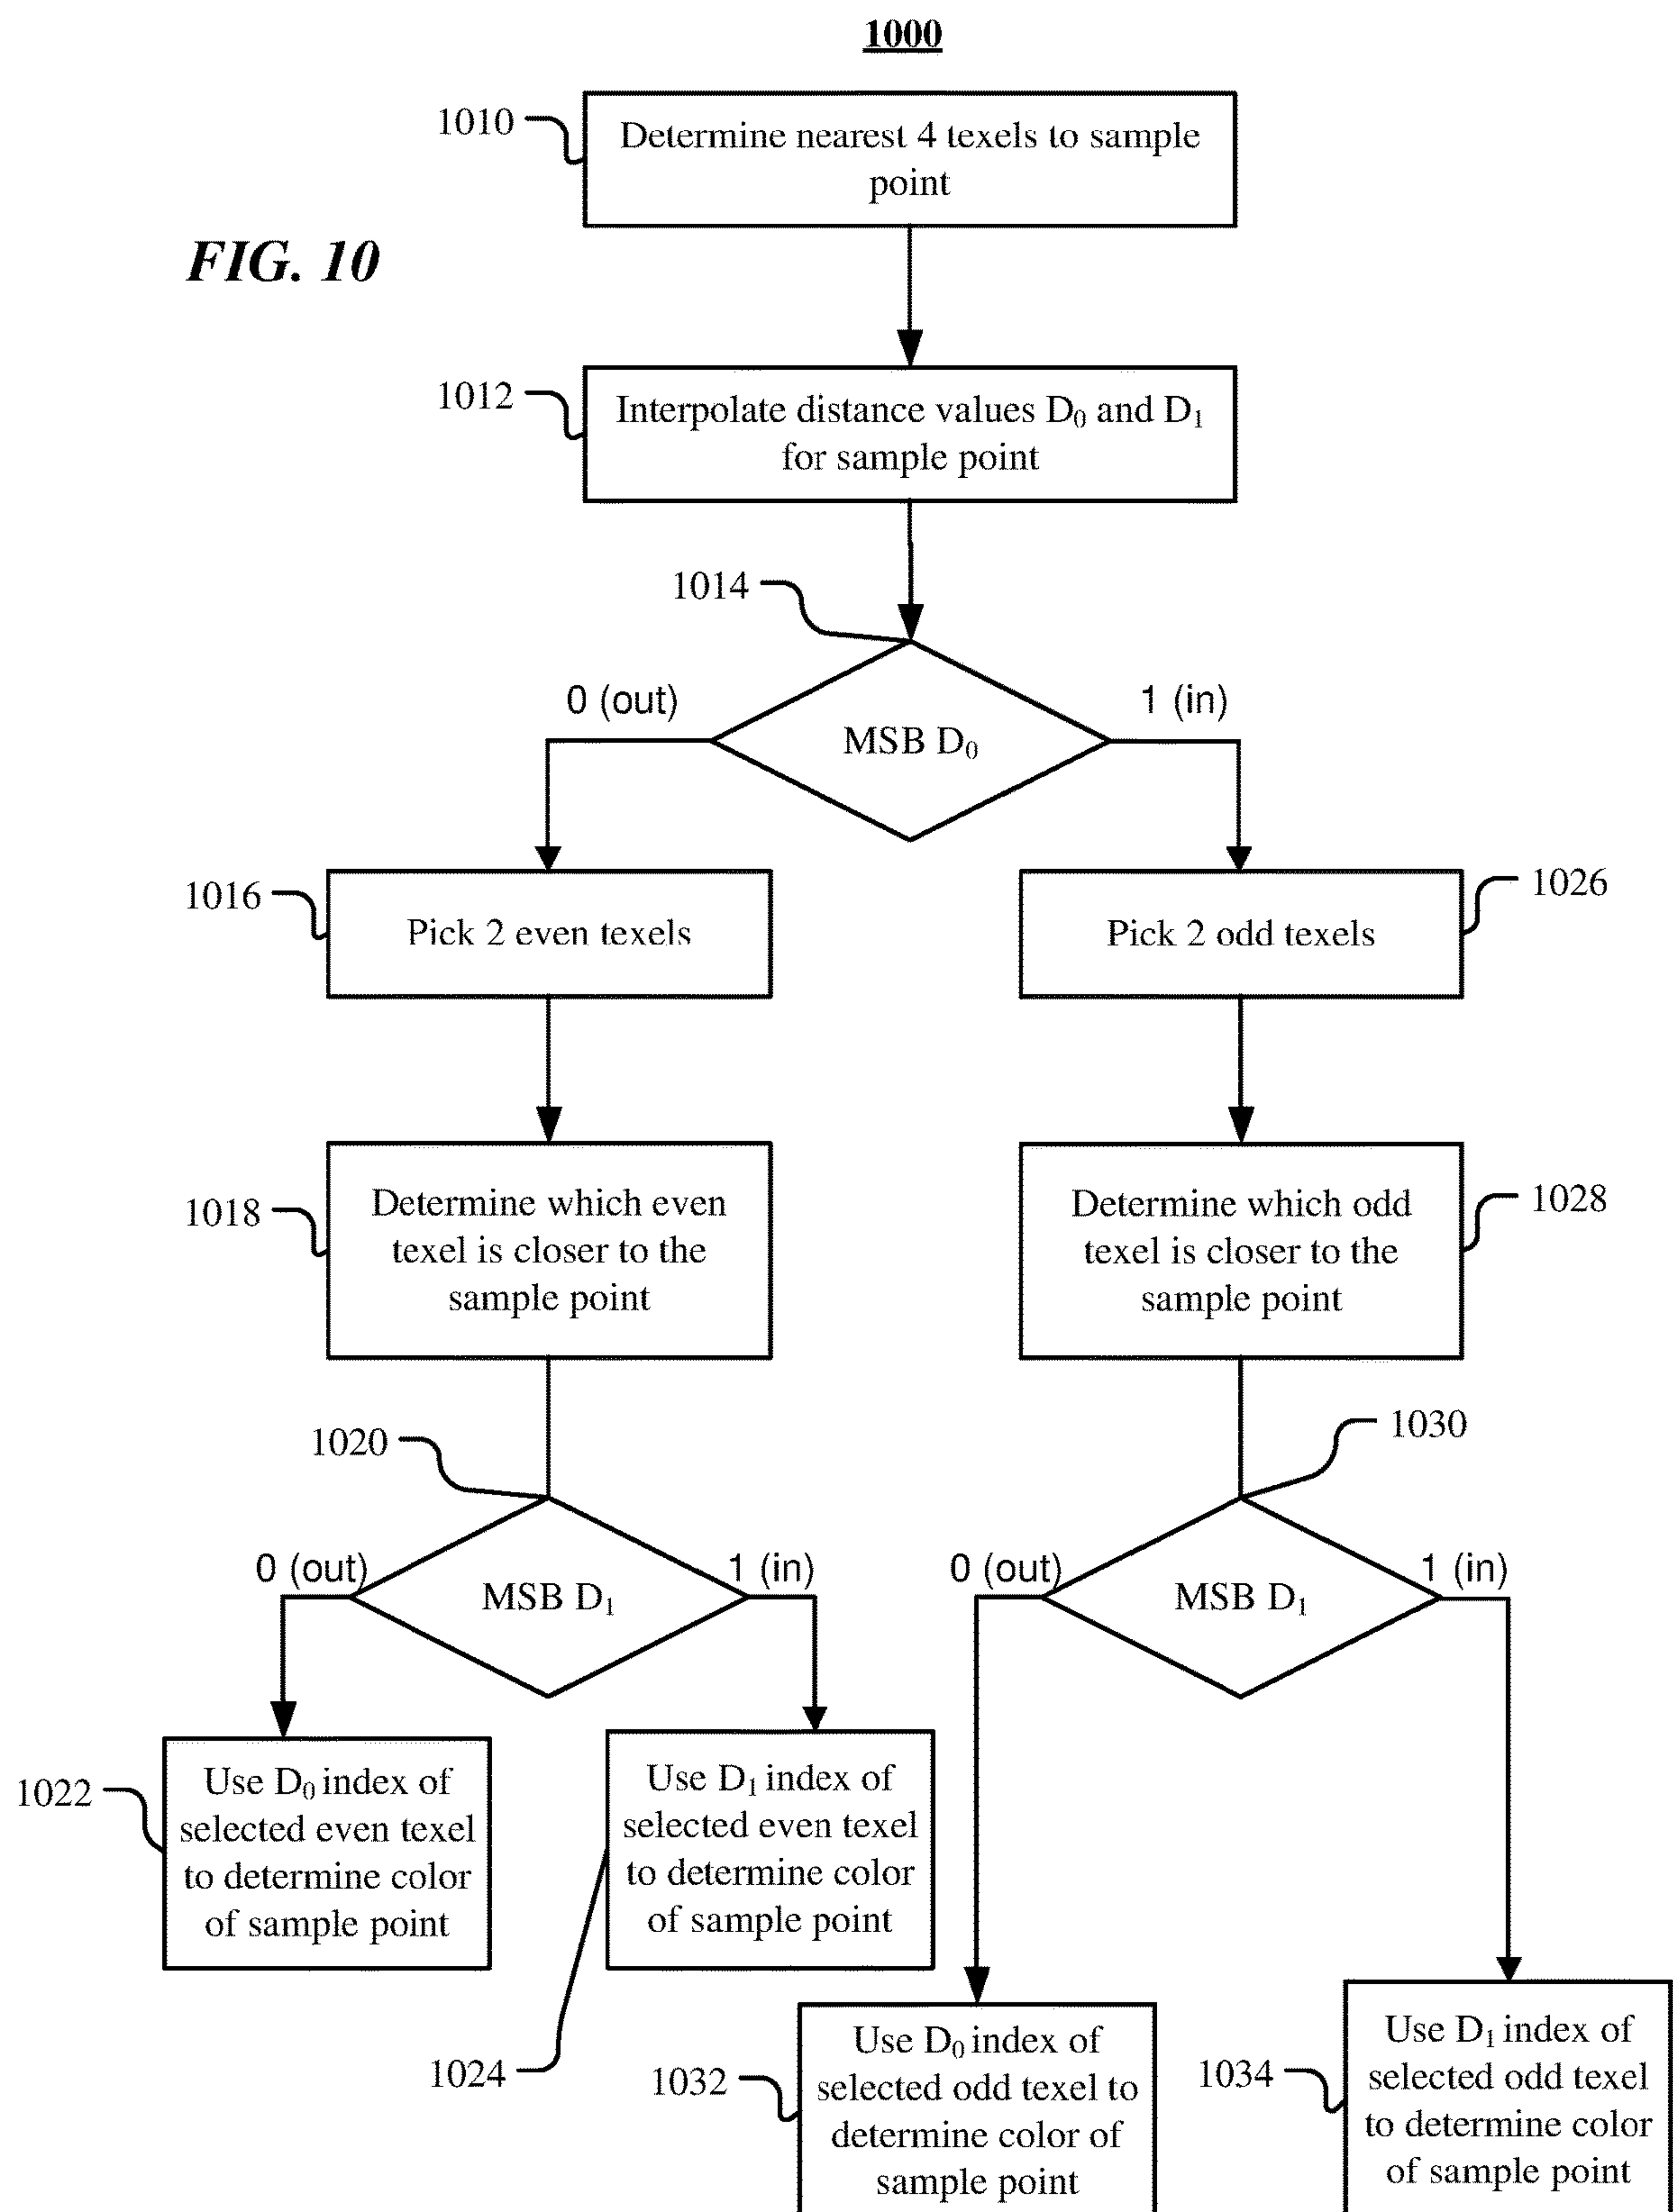 1000
1010
Determine nearest 4 texels to sample
point
FIG. 10
1012
Interpolate distance values D₀ and D₁
for sample point
1014
0 (out)
1 (in)
MSB D₀
1016
Pick 2 even texels
Pick 2 odd texels
1026
1018
Determine which even
texel is closer to the
sample point
Determine which odd
texel is closer to the
sample point
1028
1020
1030
0 (out)
MSB D₁
1 (in)
0 (out)
MSB D₁
1 (in)
1022
Use D₀ index of
selected even texel
to determine color
of sample point
Use D₁ index of
selected even texel
to determine color
of sample point
1024
1032
Use D₀ index of
selected odd texel to
determine color of
sample point
1034
Use D₁ index of
selected odd texel
to determine color
of sample point